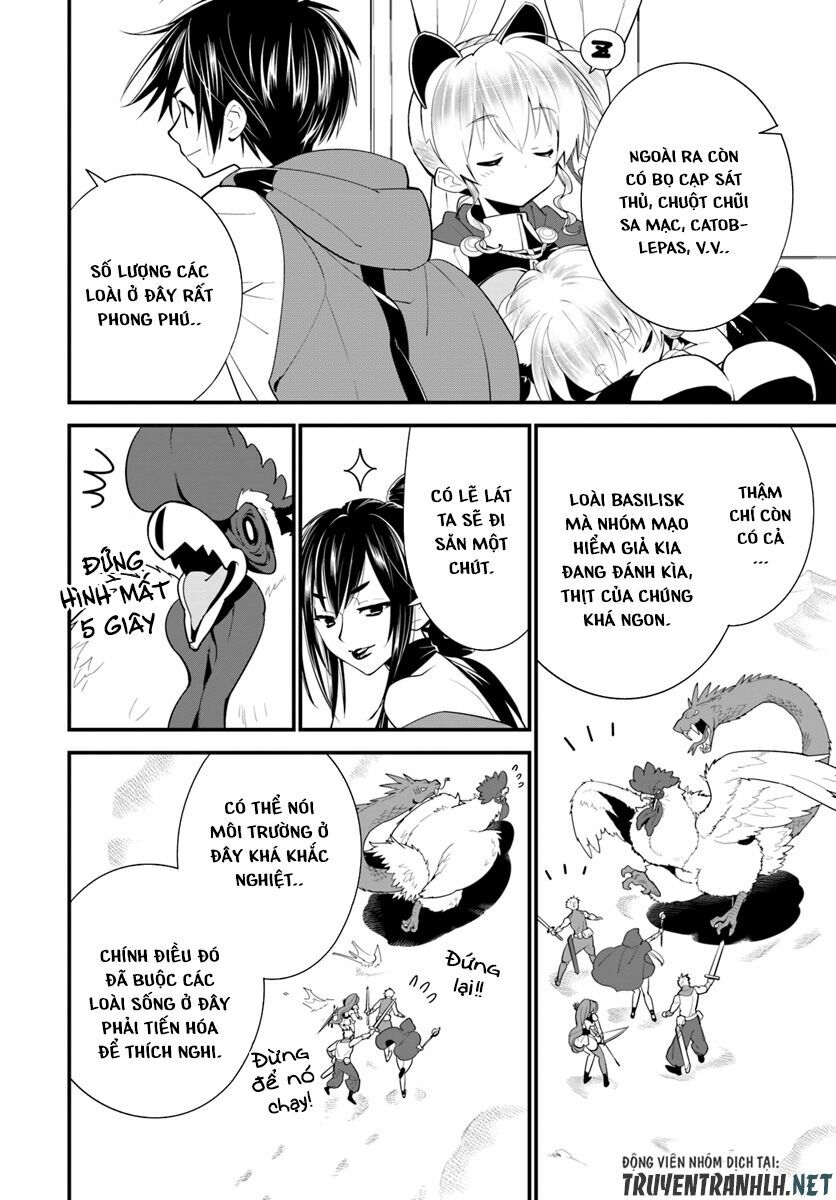 NGOÀI RA CÒN
CÓ BỌ CẠP SÁT
THỦ, CHUỘT CHŨI
SA MẠC, CATOB-
LEPAS, V.V..
SỐ LƯỢNG CÁC
LOÀI Ở ĐÂY RẤT
PHONG PHÚ..
THẬM
CHÍ CÒN
CÓ CẢ
...
LOÀI BASILISK
MÀ NHÓM MẠO
HIỂM GIẢ KIA
ĐANG ĐÁNH KÌA,
THỊT CỦA CHÚNG
KHÁ NGON.
CÓ LẼ LÁT
TA SẼ ĐI
SĂN MỘT
CHÚT.
ĐỨNG
HÌNH MẤT
5 GIÂY
CÓ THỂ NÓI
MÔI TRƯỜNG Ở
ĐÂY KHÁ KHẮC
NGHIỆT..
CHÍNH ĐIỀU ĐÓ
ĐÃ BUỘC CÁC
LOÀI SỐNG Ở ĐÂY
PHẢI TIẾN HÓA
ĐỂ THÍCH NGHI.
Đứng
lại!!
Đừng
để nó
chạy!
ĐỘNG VIÊN NHÓM DỊCH TẠI:
TRUYENTRANHLH.NET